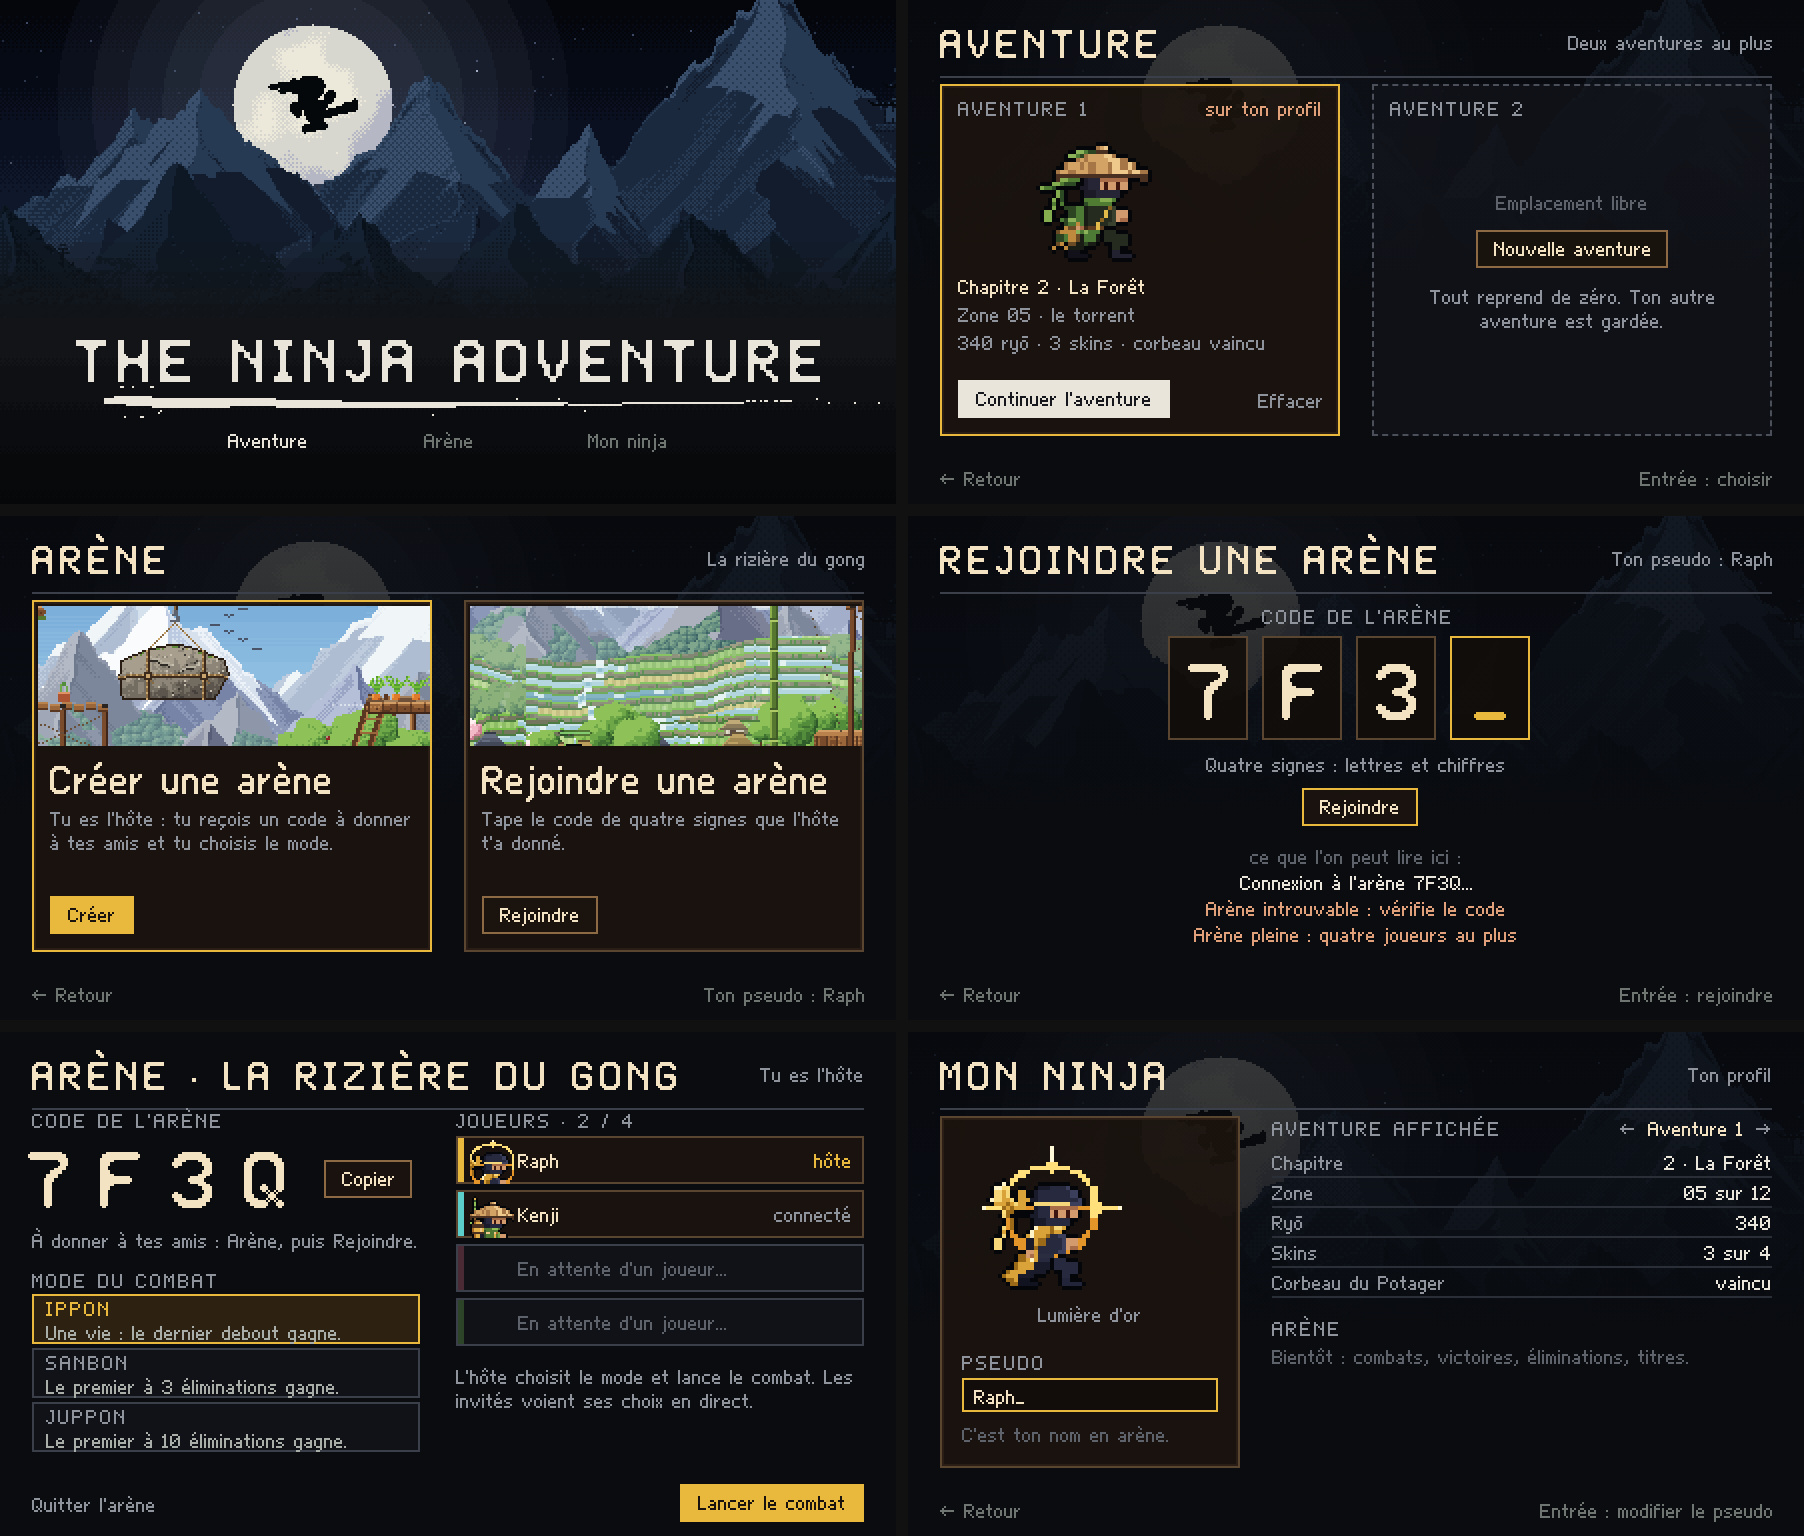 THE NINJA ADVENTURE
Aventure
Arène
Mon ninja
AVENTURE
Deux aventures au plus
AVENTURE 1
sur ton profil
Chapitre 2 · La Forêt
Zone 05 · le torrent
340 ryō · 3 skins · corbeau vaincu
Continuer l'aventure
Effacer
AVENTURE 2
Emplacement libre
Nouvelle aventure
Tout reprend de zéro. Ton autre
aventure est gardée.
← Retour
Entrée : choisir
ARÈNE
La rizière du gong
Créer une arène
Tu es l'hôte : tu reçois un code à donner
à tes amis et tu choisis le mode.
Créer
Rejoindre une arène
Tape le code de quatre signes que l'hôte
t'a donné.
Rejoindre
← Retour
Ton pseudo : Raph
REJOINDRE UNE ARÈNE
Ton pseudo : Raph
CODE DE L'ARÈNE
7 F 3 _
Quatre signes : lettres et chiffres
Rejoindre
ce que l'on peut lire ici :
Connexion à l'arène 7F3Q…
Arène introuvable : vérifie le code
Arène pleine : quatre joueurs au plus
← Retour
Entrée : rejoindre
ARÈNE · LA RIZIÈRE DU GONG
Tu es l'hôte
CODE DE L'ARÈNE
7 F 3 Q
Copier
À donner à tes amis : Arène, puis Rejoindre.
MODE DU COMBAT
IPPON
Une vie : le dernier debout gagne.
SANBON
Le premier à 3 éliminations gagne.
JUPPON
Le premier à 10 éliminations gagne.
JOUEURS · 2 / 4
Raph
hôte
Kenji
connecté
En attente d'un joueur…
En attente d'un joueur…
L'hôte choisit le mode et lance le combat. Les
invités voient ses choix en direct.
Quitter l'arène
Lancer le combat
MON NINJA
Ton profil
Lumière d'or
PSEUDO
Raph_
C'est ton nom en arène.
AVENTURE AFFICHÉE
← Aventure 1 →
Chapitre
2 · La Forêt
Zone
05 sur 12
Ryō
340
Skins
3 sur 4
Corbeau du Potager
vaincu
ARÈNE
Bientôt : combats, victoires, éliminations, titres.
← Retour
Entrée : modifier le pseudo